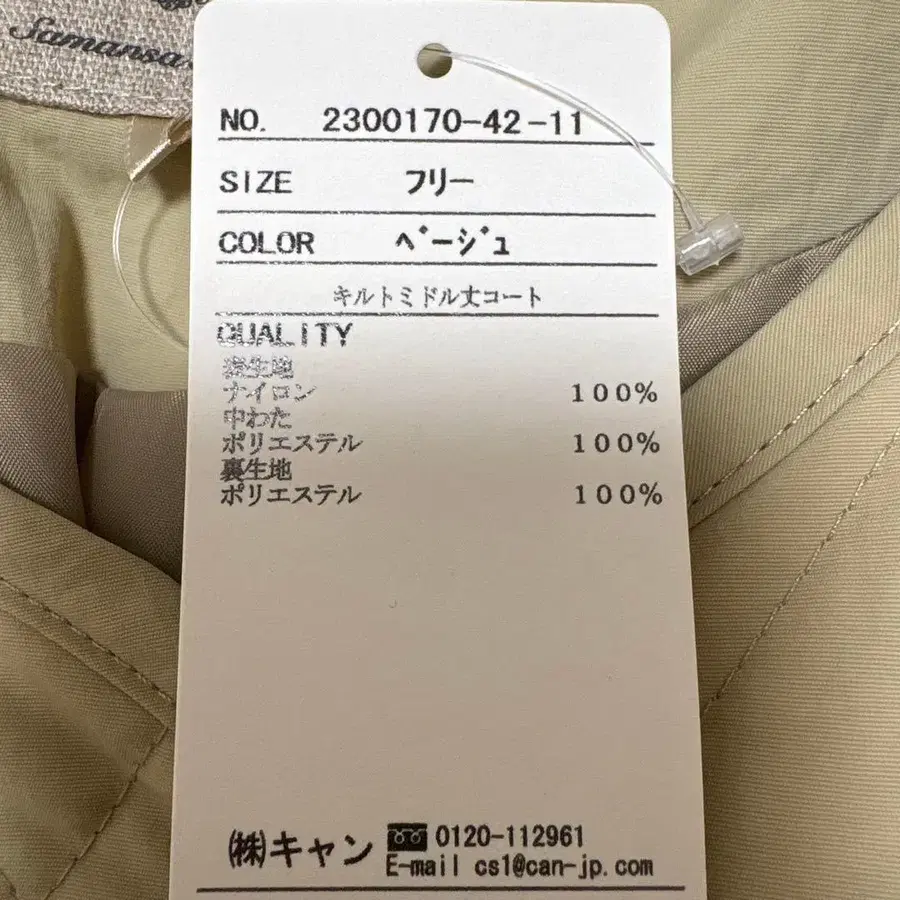 Samansa
NO. 2300170-42-11
SIZE フリー
COLOR ベージュ
キルトミドル丈コート
QUALITY
表生地
ナイロン 100%
中わた
ポリエステル 100%
裏生地
ポリエステル 100%
(株)キャン 0120-112961
E-mail cs1@can-jp.com